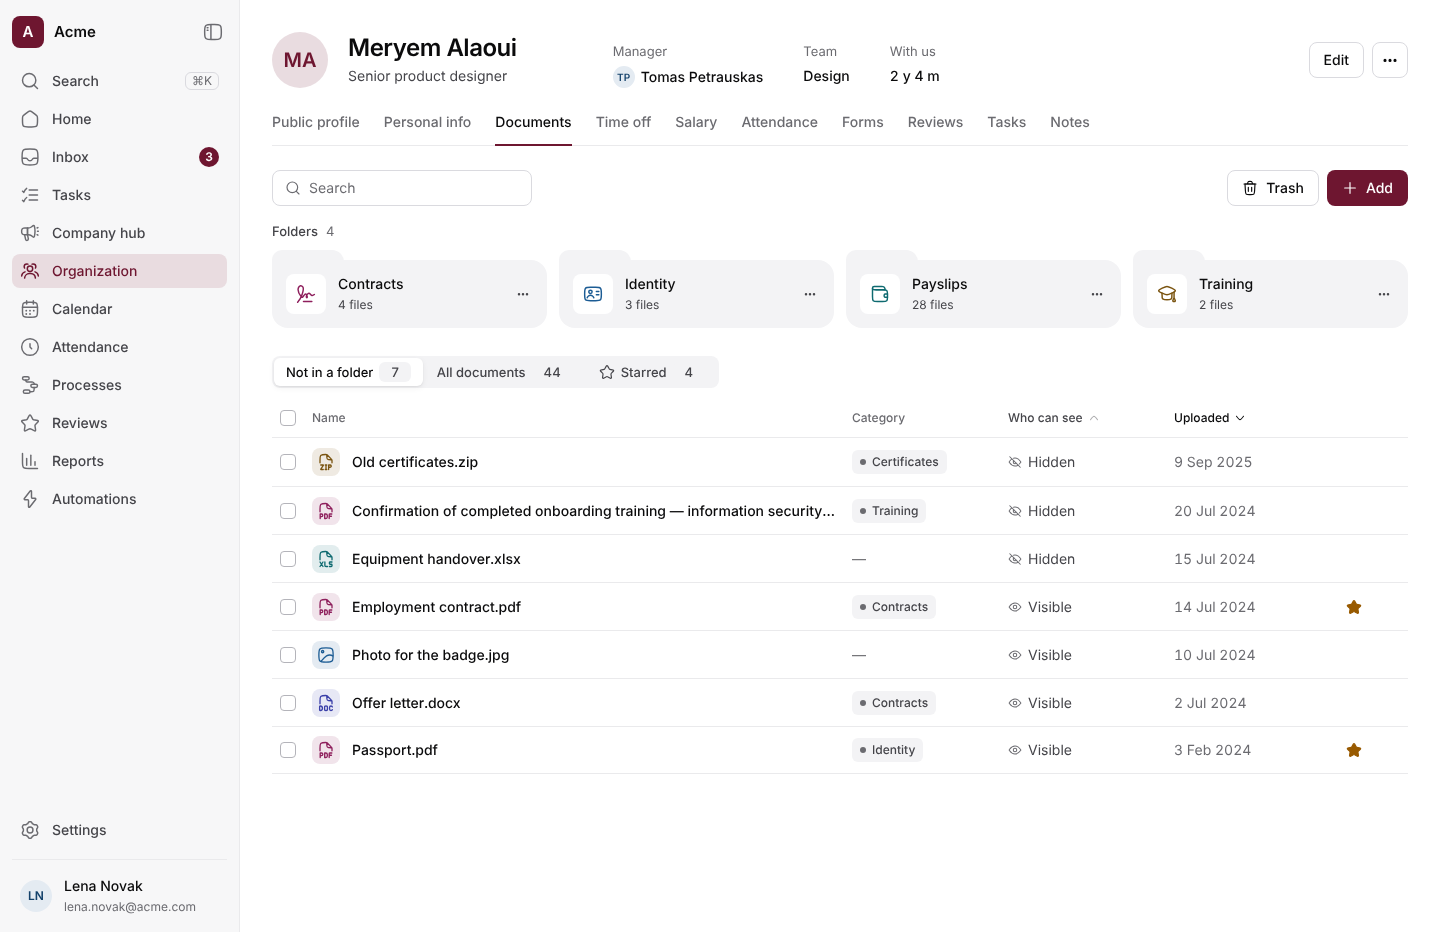 A Acme
Search ⌘K
Home
Inbox 3
Tasks
Company hub
Organization
Calendar
Attendance
Processes
Reviews
Reports
Automations
Settings
LN Lena Novak
lena.novak@acme.com
MA Meryem Alaoui
Senior product designer
Manager
TP Tomas Petrauskas
Team
Design
With us
2 y 4 m
Edit
Public profile Personal info Documents Time off Salary Attendance Forms Reviews Tasks Notes
Search
Trash
Add
Folders 4
Contracts
4 files
Identity
3 files
Payslips
28 files
Training
2 files
Not in a folder 7 All documents 44 Starred 4
Name Category Who can see Uploaded
ZIP Old certificates.zip Certificates Hidden 9 Sep 2025
PDF Confirmation of completed onboarding training — information security... Training Hidden 20 Jul 2024
XLS Equipment handover.xlsx — Hidden 15 Jul 2024
PDF Employment contract.pdf Contracts Visible 14 Jul 2024
Photo for the badge.jpg — Visible 10 Jul 2024
DOC Offer letter.docx Contracts Visible 2 Jul 2024
PDF Passport.pdf Identity Visible 3 Feb 2024